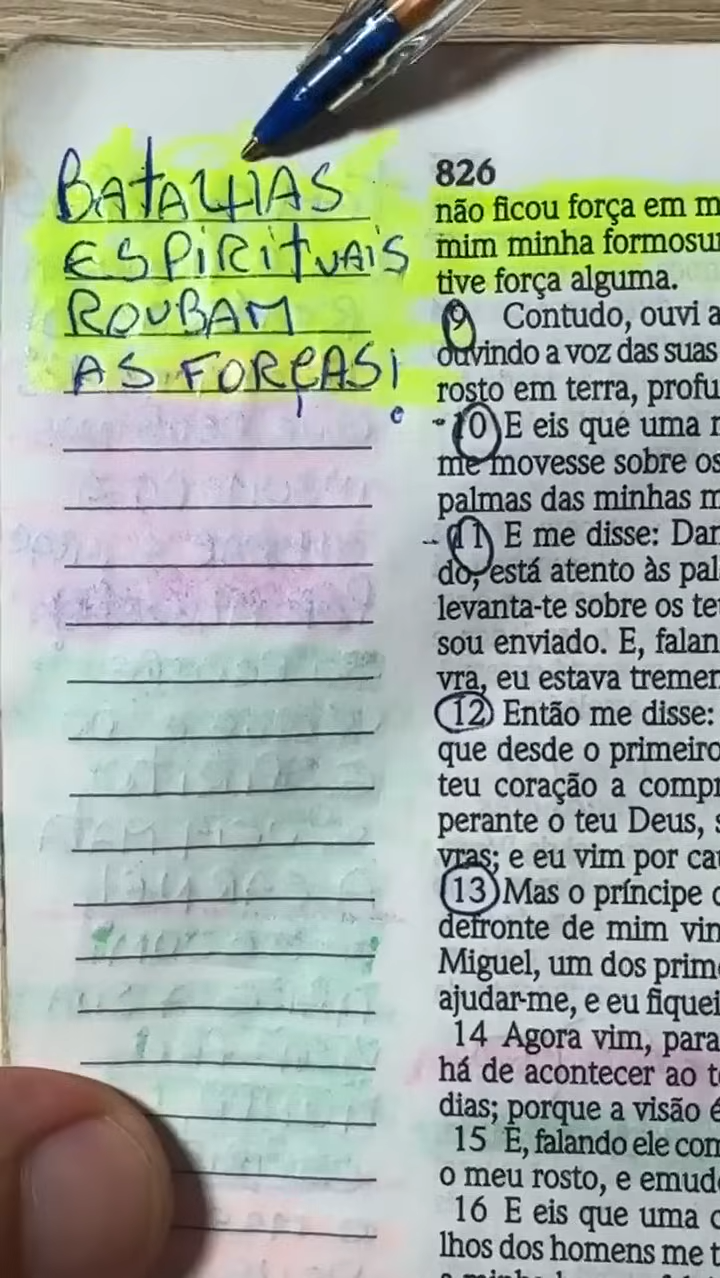 BATALHAS
ESPIRITUAIS
ROUBAM
AS FORÇAS!
826
não ficou força em m
mim minha formosur
tive força alguma.
9 Contudo, ouvi a
ouvindo a voz das suas
rosto em terra, profu
10 E eis que uma m
me movesse sobre os
palmas das minhas m
11 E me disse: Dan
do, está atento às pal
levanta-te sobre os te
sou enviado. E, falan
vra, eu estava tremen
12 Então me disse:
que desde o primeiro
teu coração a compr
perante o teu Deus, s
vras; e eu vim por cau
13 Mas o príncipe d
defronte de mim vin
Miguel, um dos prime
ajudar-me, e eu fiquei
14 Agora vim, para
há de acontecer ao te
dias; porque a visão é
15 E, falando ele com
o meu rosto, e emude
16 E eis que uma c
lhos dos homens me t